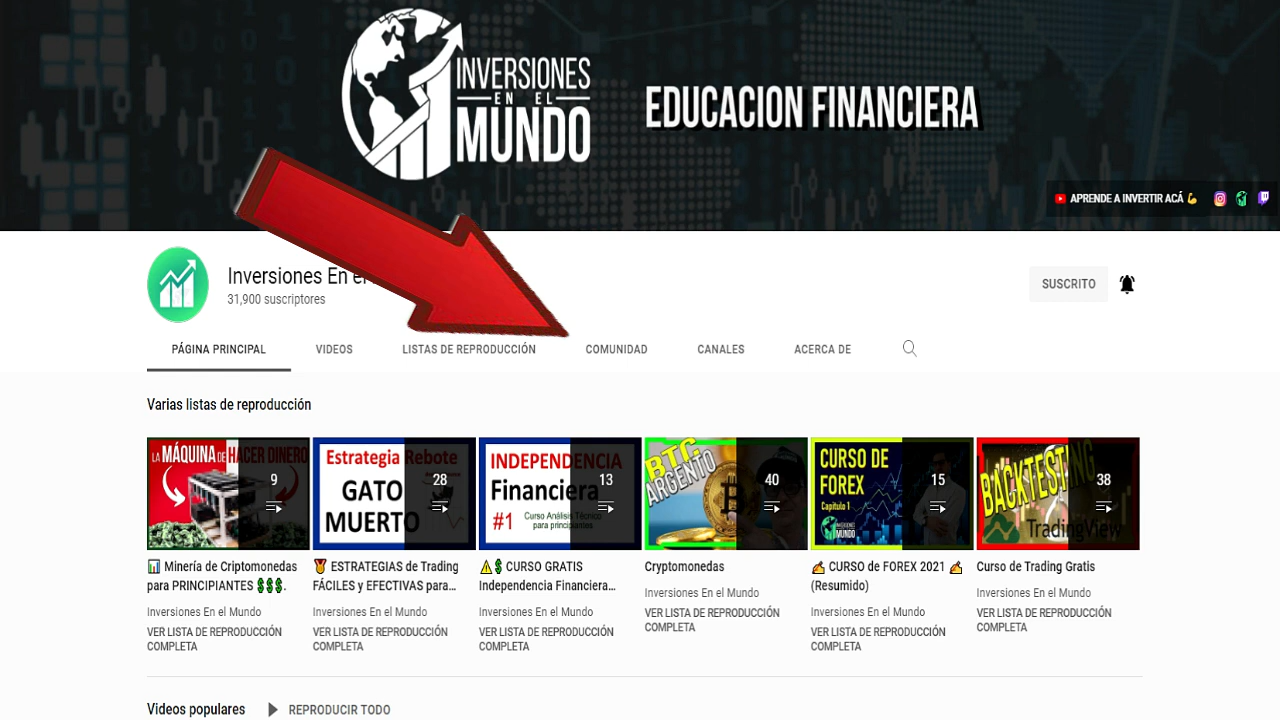 INVERSIONES
EN EL
MUNDO
EDUCACION FINANCIERA
APRENDE A INVERTIR ACÁ
Inversiones En el
31,900 suscriptores
SUSCRITO
PÁGINA PRINCIPAL VIDEOS LISTAS DE REPRODUCCIÓN COMUNIDAD CANALES ACERCA DE
Varias listas de reproducción
LA MÁQUINA DE HACER DINERO
9
Estrategia Rebote
GATO
MUERTO
28
INDEPENDENCIA
Financiera
#1 Curso Análisis Técnico
para principiantes
13
BTC
ARGENTO
40
CURSO DE
FOREX
Capitulo 1
INVERSIONES
MUNDO
15
BACKTESTING
TradingView
38
📊 Minería de Criptomonedas
para PRINCIPIANTES 💲💲💲.
Inversiones En el Mundo
VER LISTA DE REPRODUCCIÓN
COMPLETA
🏅 ESTRATEGIAS de Trading
FÁCILES y EFECTIVAS para...
Inversiones En el Mundo
VER LISTA DE REPRODUCCIÓN
COMPLETA
⚠💲 CURSO GRATIS
Independencia Financiera...
Inversiones En el Mundo
VER LISTA DE REPRODUCCIÓN
COMPLETA
Cryptomonedas
Inversiones En el Mundo
VER LISTA DE REPRODUCCIÓN
COMPLETA
✍ CURSO de FOREX 2021 ✍
(Resumido)
Inversiones En el Mundo
VER LISTA DE REPRODUCCIÓN
COMPLETA
Curso de Trading Gratis
Inversiones En el Mundo
VER LISTA DE REPRODUCCIÓN
COMPLETA
Videos populares REPRODUCIR TODO